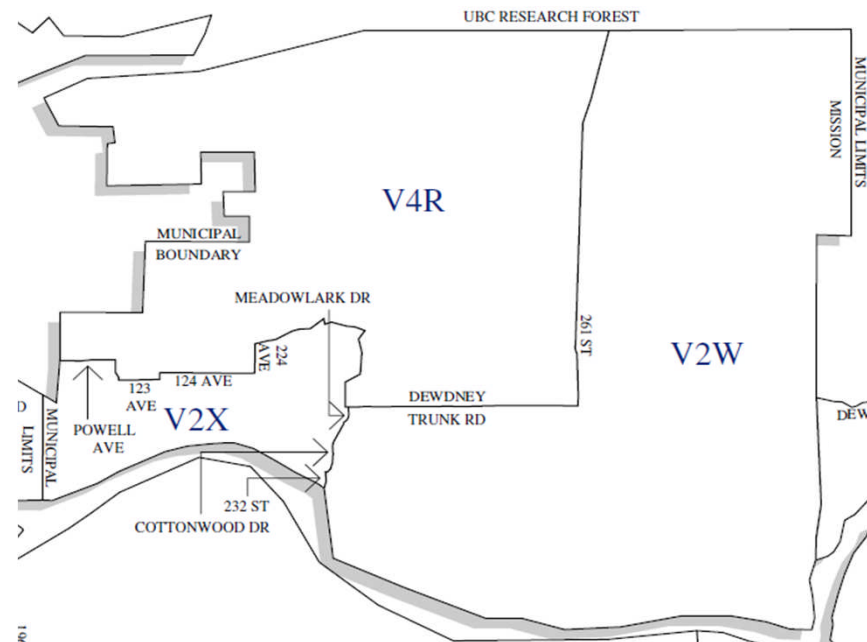 UBC RESEARCH FOREST
MUNICIPAL LIMITS
MISSION
V4R
MUNICIPAL
BOUNDARY
MEADOWLARK DR
261 ST
224
AVE
V2W
123
AVE
124 AVE
DEWDNEY
TRUNK RD
V2X
POWELL
AVE
MUNICIPAL
LIMITS
D
DEW
232 ST
COTTONWOOD DR